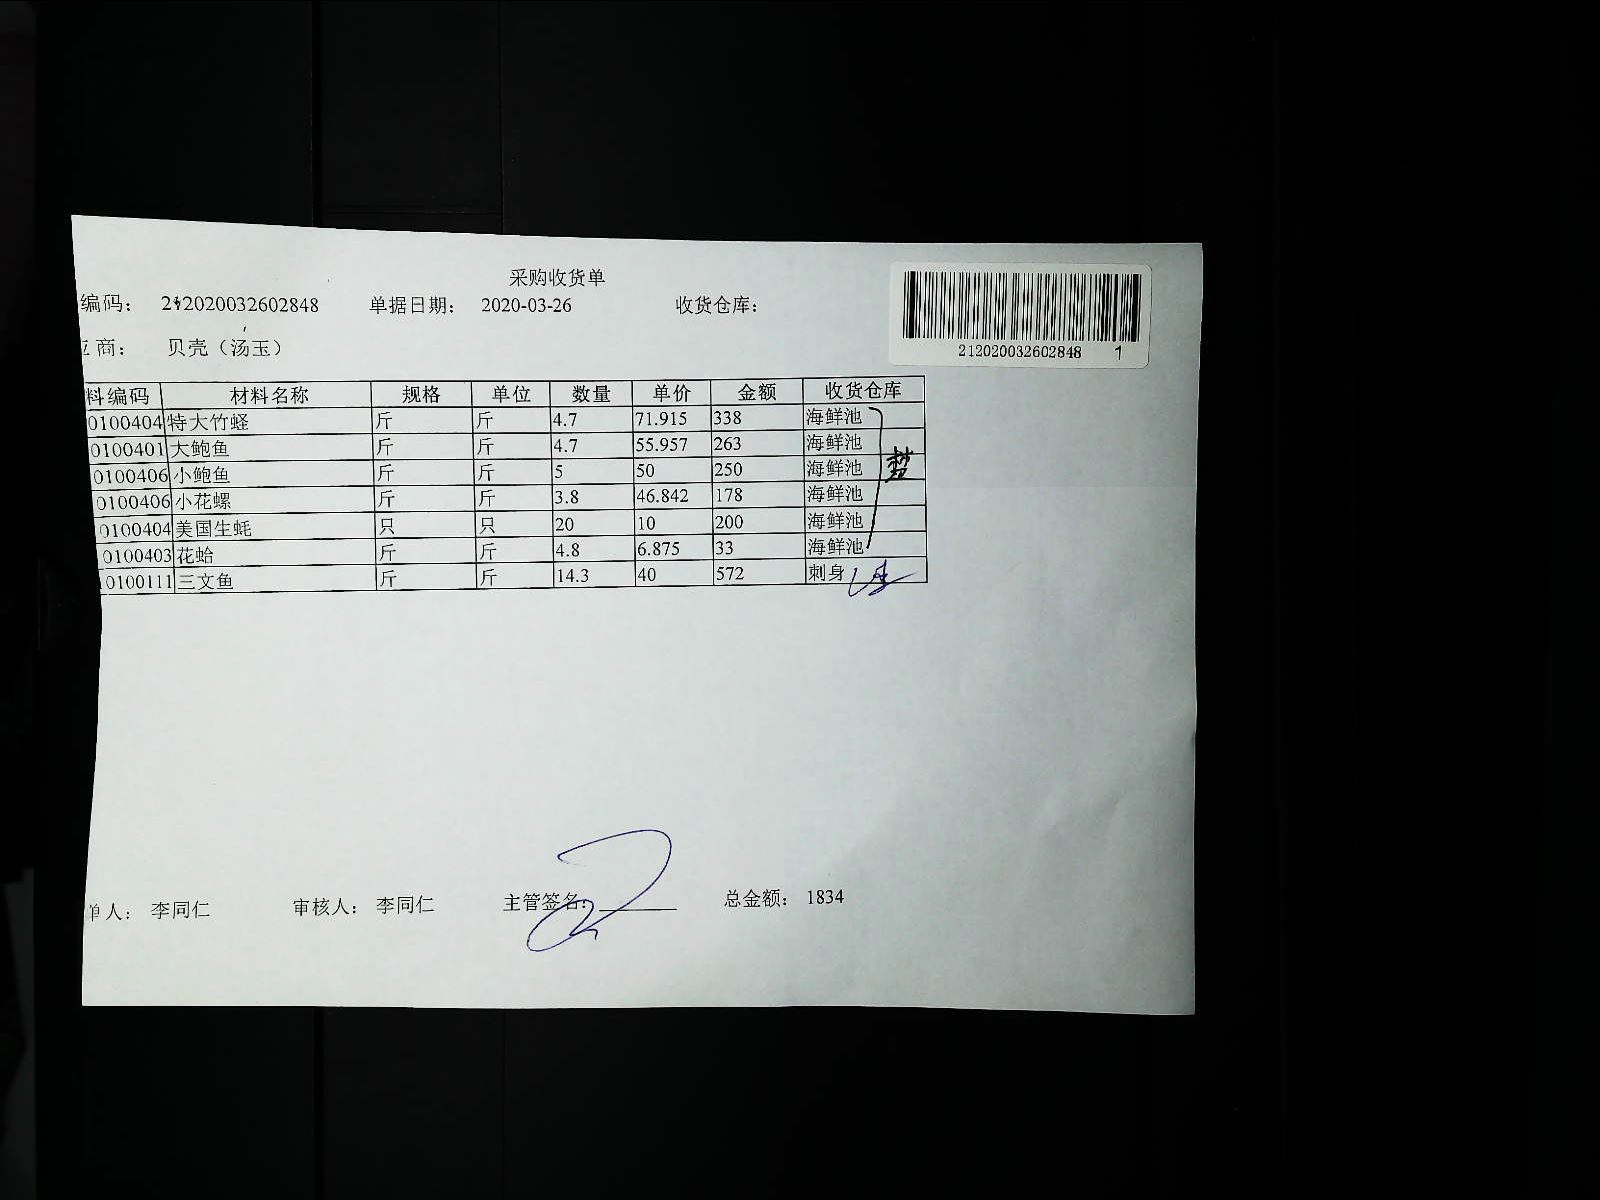 采购收货单
编码： 212020032602848 单据日期： 2020-03-26 收货仓库：
212020032602848 1
商： 贝壳（汤玉）
料编码 材料名称 规格 单位 数量 单价 金额 收货仓库
0100404 特大竹蛏 斤 斤 4.7 71.915 338 海鲜池
0100401 大鲍鱼 斤 斤 4.7 55.957 263 海鲜池
0100406 小鲍鱼 斤 斤 5 50 250 海鲜池
0100406 小花螺 斤 斤 3.8 46.842 178 海鲜池
0100404 美国生蚝 只 只 20 10 200 海鲜池
0100403 花蛤 斤 斤 4.8 6.875 33 海鲜池
0100111 三文鱼 斤 斤 14.3 40 572 刺身
单人： 李同仁 审核人： 李同仁 主管签名： 总金额： 1834